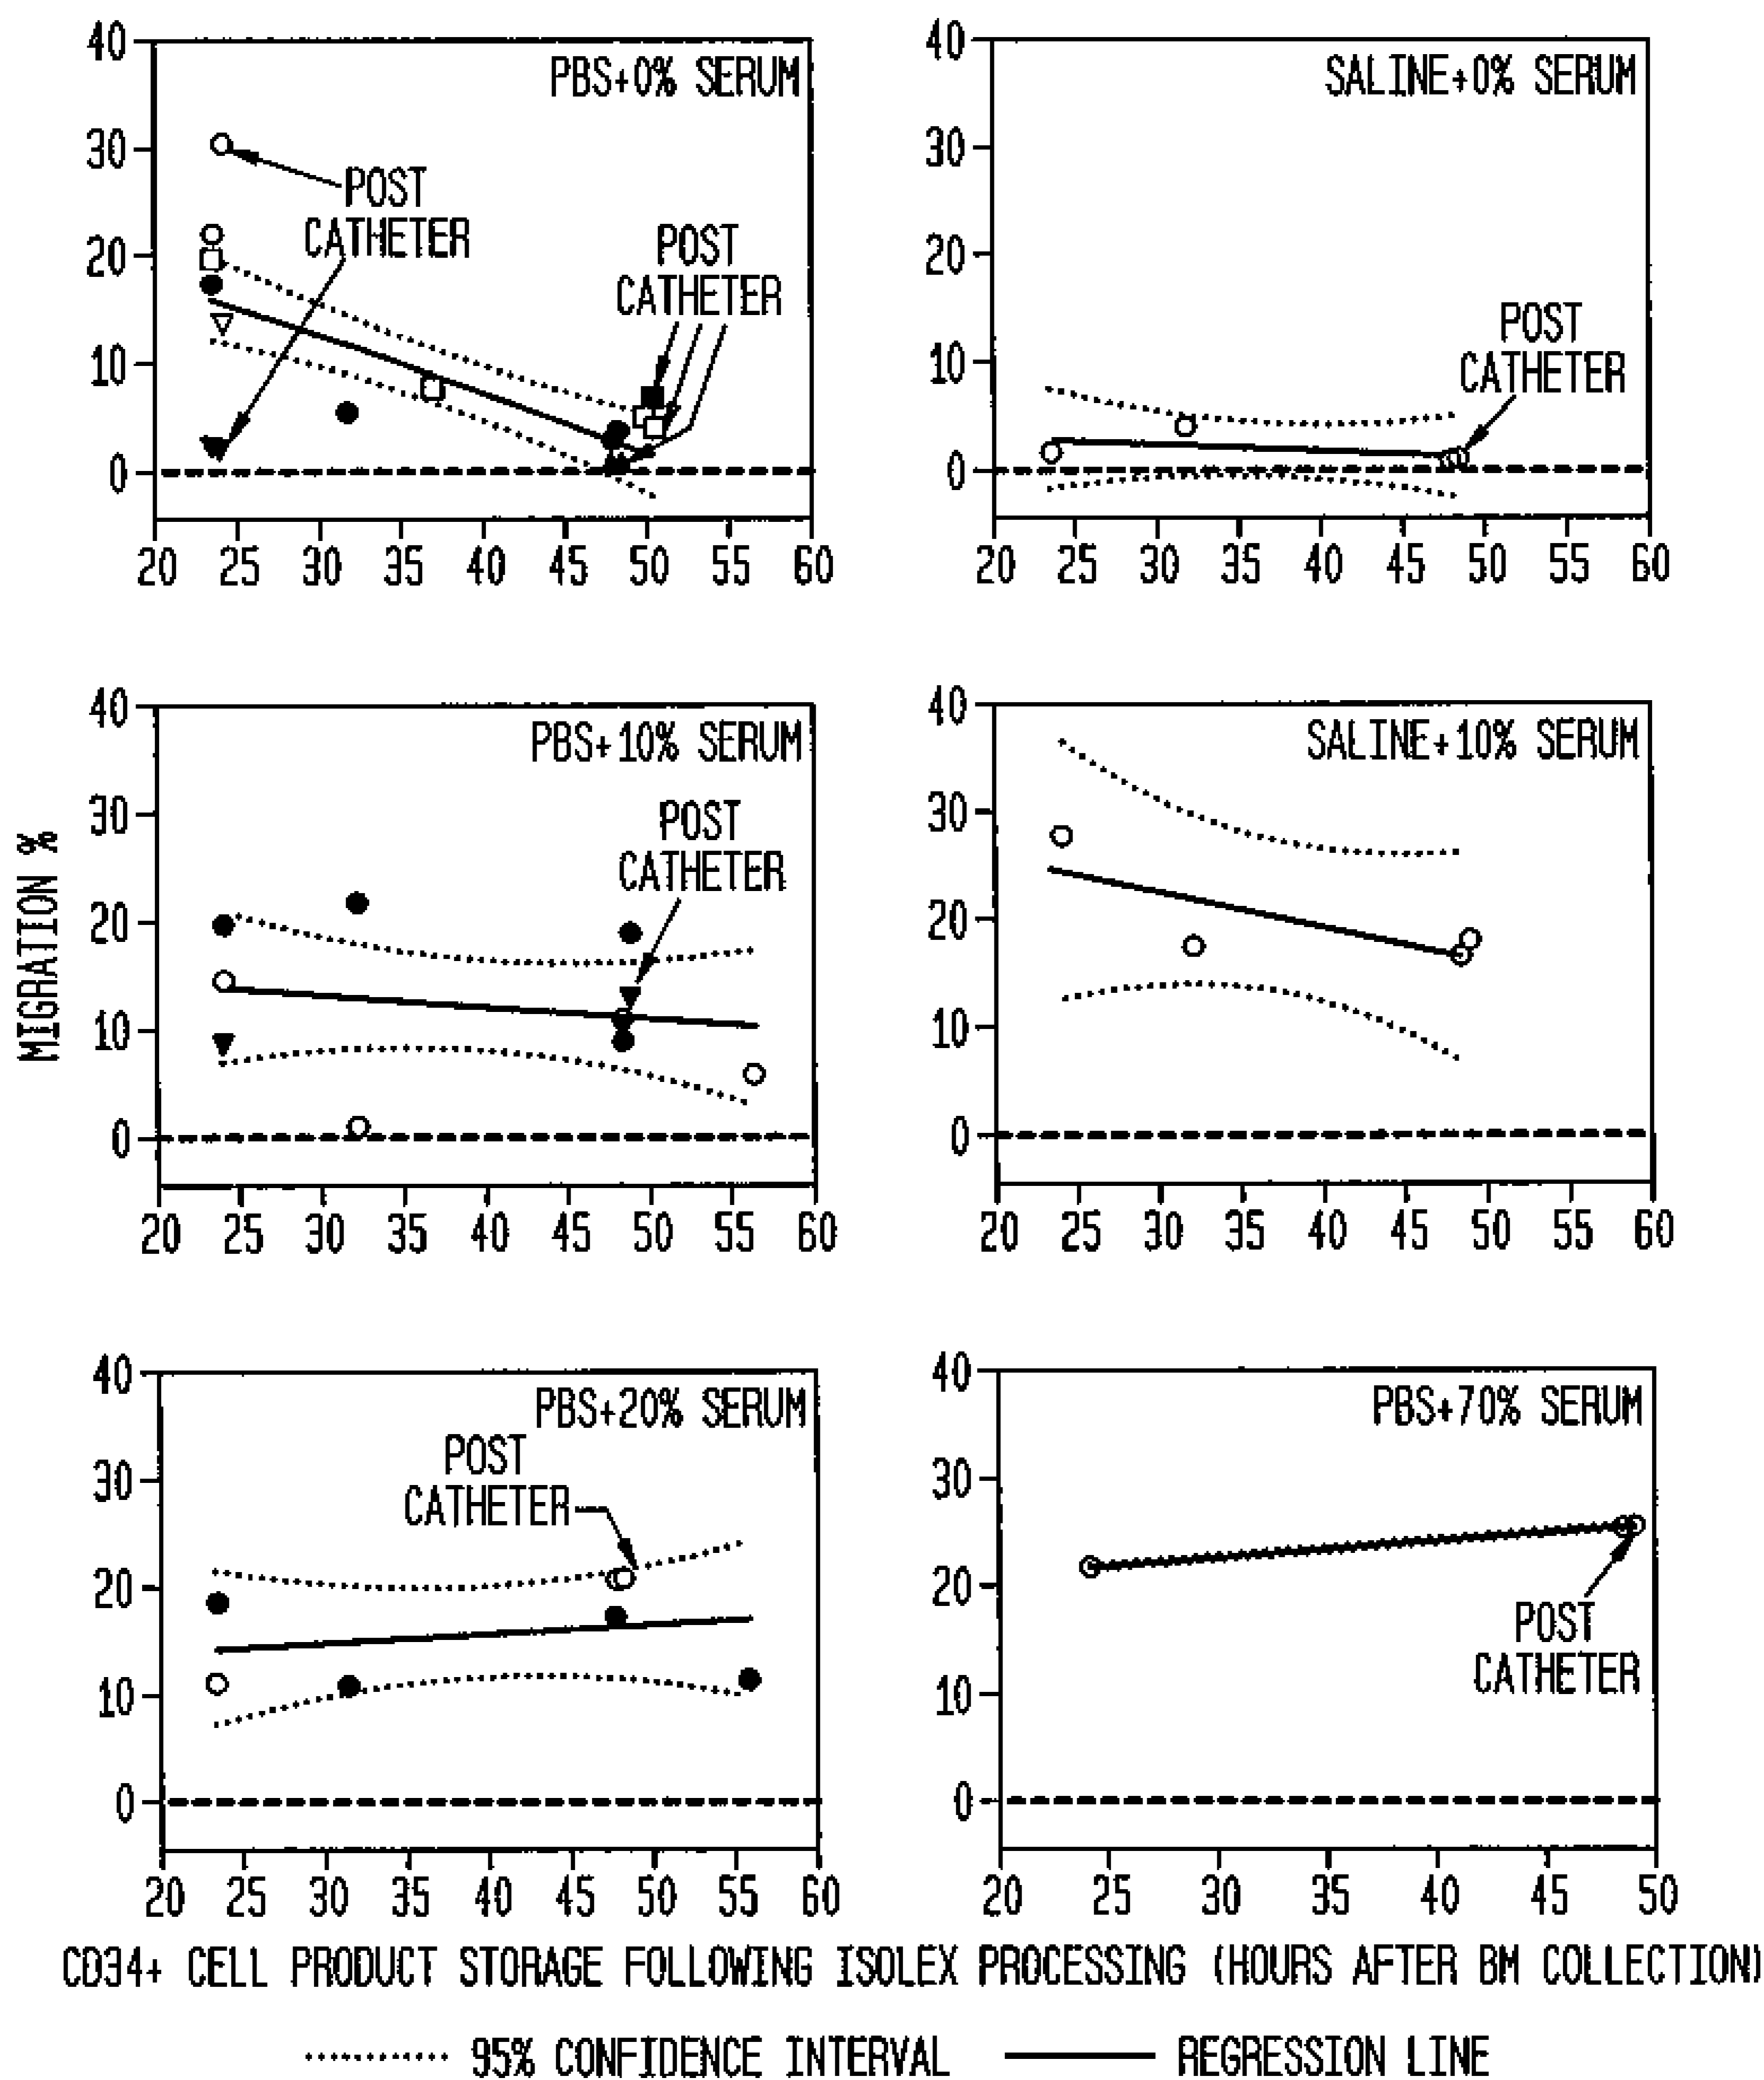 40
30
20
10
0
PBS+0% SERUM
POST
CATHETER
POST
CATHETER
20 25 30 35 40 45 50 55 60
40
30
20
10
0
SALINE+0% SERUM
POST
CATHETER
20 25 30 35 40 45 50 55 60
MIGRATION %
40
30
20
10
0
PBS+10% SERUM
POST
CATHETER
20 25 30 35 40 45 50 55 60
40
30
20
10
0
SALINE+10% SERUM
20 25 30 35 40 45 50 55 60
40
30
20
10
0
PBS+20% SERUM
POST
CATHETER
20 25 30 35 40 45 50 55 60
40
30
20
10
0
PBS+70% SERUM
POST
CATHETER
20 25 30 35 40 45 50
CD34+ CELL PRODUCT STORAGE FOLLOWING ISOLEX PROCESSING (HOURS AFTER BM COLLECTION)
95% CONFIDENCE INTERVAL
REGRESSION LINE